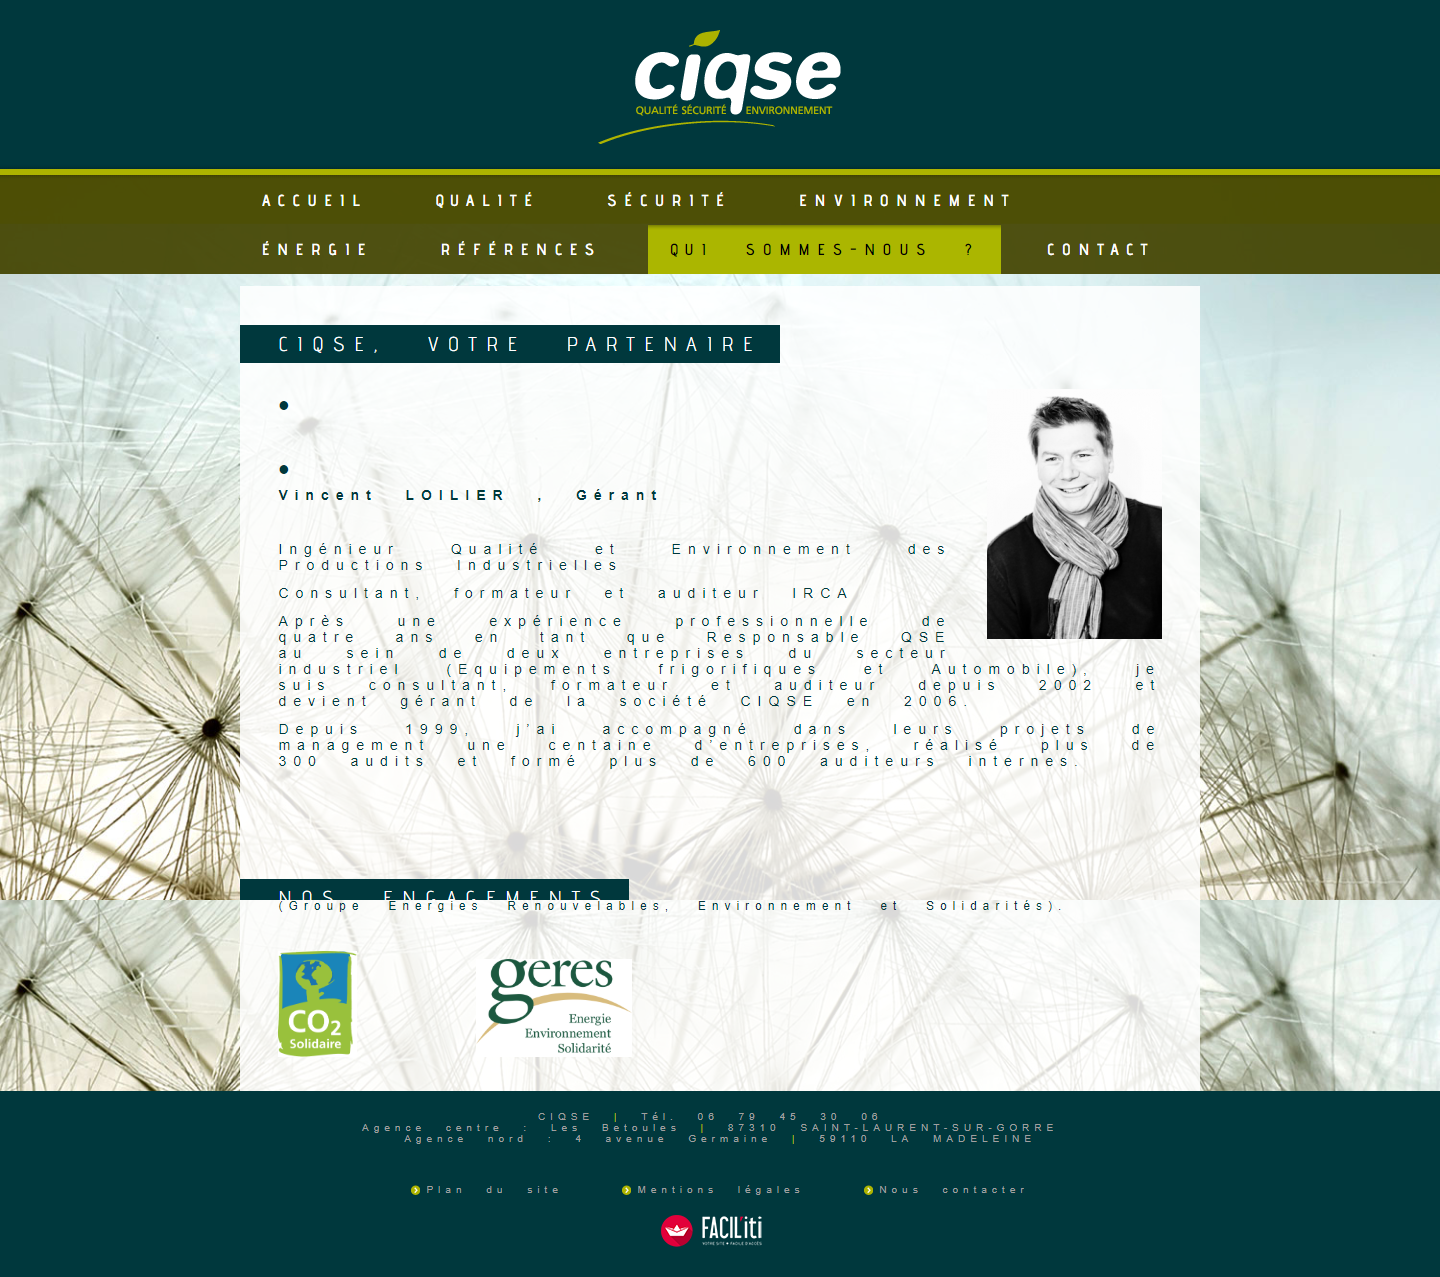 ciqse
QUALITÉ SÉCURITÉ ENVIRONNEMENT
ACCUEIL QUALITÉ SÉCURITÉ ENVIRONNEMENT
ÉNERGIE RÉFÉRENCES QUI SOMMES-NOUS ? CONTACT
CIQSE, VOTRE PARTENAIRE
Vincent LOILIER , Gérant
Ingénieur Qualité et Environnement des
Productions Industrielles
Consultant, formateur et auditeur IRCA
Après une expérience professionnelle de
quatre ans en tant que Responsable QSE
au sein de deux entreprises du secteur
industriel (Equipements frigorifiques et Automobile), je
suis consultant, formateur et auditeur depuis 2002 et
devient gérant de la société CIQSE en 2006.
Depuis 1999, j'ai accompagné dans leurs projets de
management une centaine d'entreprises, réalisé plus de
300 audits et formé plus de 600 auditeurs internes.
NOS ENGAGEMENTS
(Groupe Energies Renouvelables, Environnement et Solidarités).
CO2
Solidaire
geres
Energie
Environnement
Solidarité
CIQSE | Tél. 06 79 45 30 06
Agence centre : Les Betoules | 87310 SAINT-LAURENT-SUR-GORRE
Agence nord : 4 avenue Germaine | 59110 LA MADELEINE
Plan du site Mentions légales Nous contacter
FACIL'iti
VOTRE SITE + FACILE D'ACCÈS